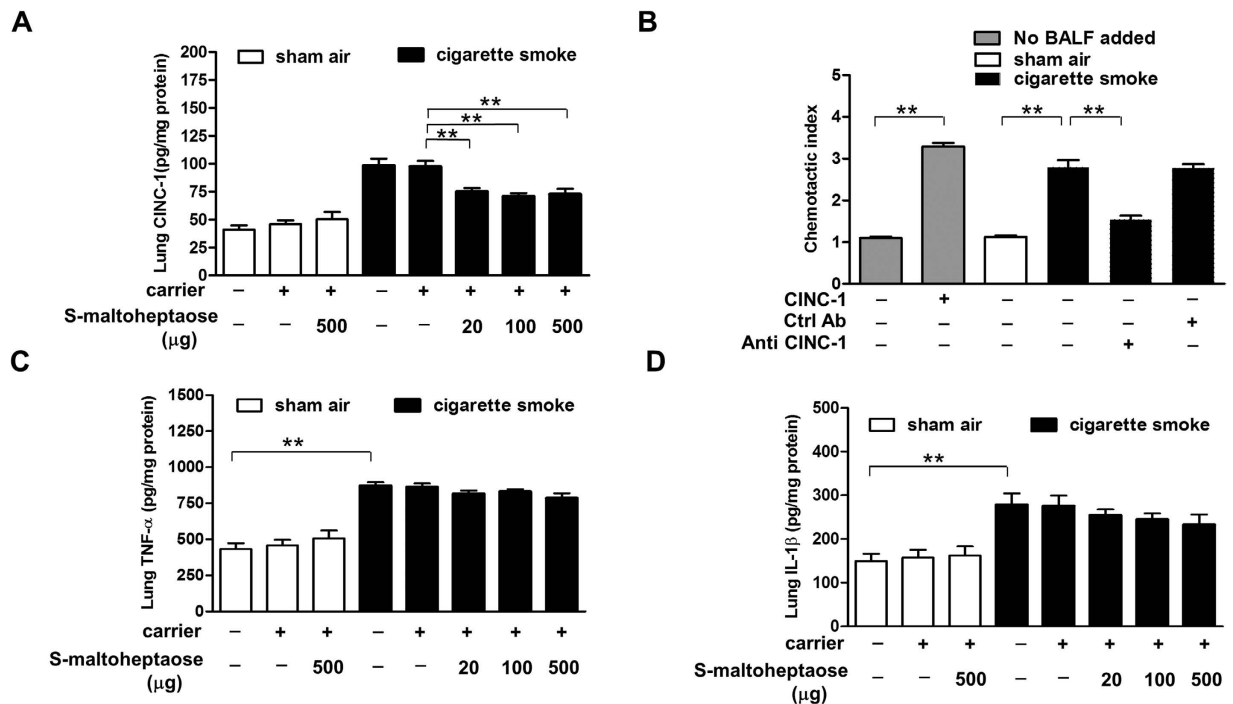 A
sham air cigarette smoke
Lung CINC-1(pg/mg protein)
200
175
150
125
100
75
50
25
0
** ** **
carrier – + + – + + + +
S-maltoheptaose (μg) – – 500 – – 20 100 500
B
No BALF added
sham air
cigarette smoke
Chemotactic index
5
4
3
2
1
0
** ** **
CINC-1 – + – – – –
Ctrl Ab – – – – – +
Anti CINC-1 – – – – + –
C
sham air cigarette smoke
Lung TNF-α (pg/mg protein)
1500
1250
1000
750
500
250
0
**
carrier – + + – + + + +
S-maltoheptaose (μg) – – 500 – – 20 100 500
D
sham air cigarette smoke
Lung IL-1β (pg/mg protein)
500
400
300
200
100
0
**
carrier – + + – + + + +
S-maltoheptaose (μg) – – 500 – – 20 100 500